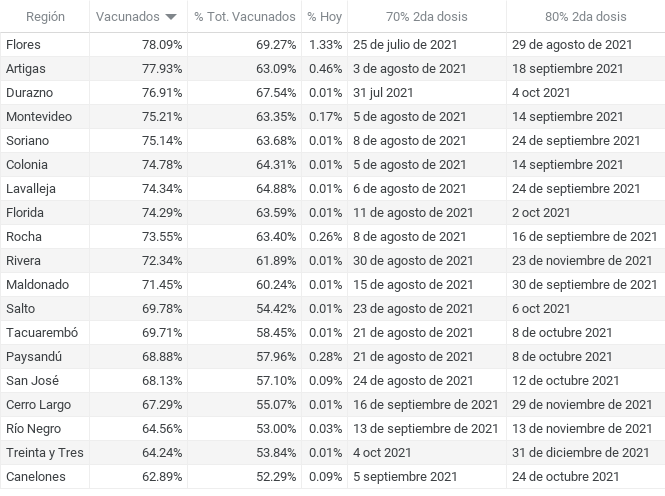 Región Vacunados % Tot. Vacunados % Hoy 70% 2da dosis 80% 2da dosis
Flores 78.09% 69.27% 1.33% 25 de julio de 2021 29 de agosto de 2021
Artigas 77.93% 63.09% 0.46% 3 de agosto de 2021 18 septiembre 2021
Durazno 76.91% 67.54% 0.01% 31 jul 2021 4 oct 2021
Montevideo 75.21% 63.35% 0.17% 5 de agosto de 2021 14 septiembre 2021
Soriano 75.14% 63.68% 0.01% 8 de agosto de 2021 24 de septiembre 2021
Colonia 74.78% 64.31% 0.01% 5 de agosto de 2021 14 septiembre 2021
Lavalleja 74.34% 64.88% 0.01% 6 de agosto de 2021 24 de septiembre 2021
Florida 74.29% 63.59% 0.01% 11 de agosto de 2021 2 oct 2021
Rocha 73.55% 63.40% 0.26% 8 de agosto de 2021 16 de septiembre de 2021
Rivera 72.34% 61.89% 0.01% 30 de agosto de 2021 23 de noviembre de 2021
Maldonado 71.45% 60.24% 0.01% 15 de agosto de 2021 30 de septiembre de 2021
Salto 69.78% 54.42% 0.01% 23 de agosto de 2021 6 oct 2021
Tacuarembó 69.71% 58.45% 0.01% 21 de agosto de 2021 8 de octubre 2021
Paysandú 68.88% 57.96% 0.28% 21 de agosto de 2021 8 de octubre 2021
San José 68.13% 57.10% 0.09% 24 de agosto de 2021 12 de octubre 2021
Cerro Largo 67.29% 55.07% 0.01% 16 de septiembre de 2021 29 de noviembre de 2021
Río Negro 64.56% 53.00% 0.03% 13 de septiembre de 2021 13 de noviembre de 2021
Treinta y Tres 64.24% 53.84% 0.01% 4 oct 2021 31 de diciembre de 2021
Canelones 62.89% 52.29% 0.09% 5 septiembre 2021 24 de octubre 2021